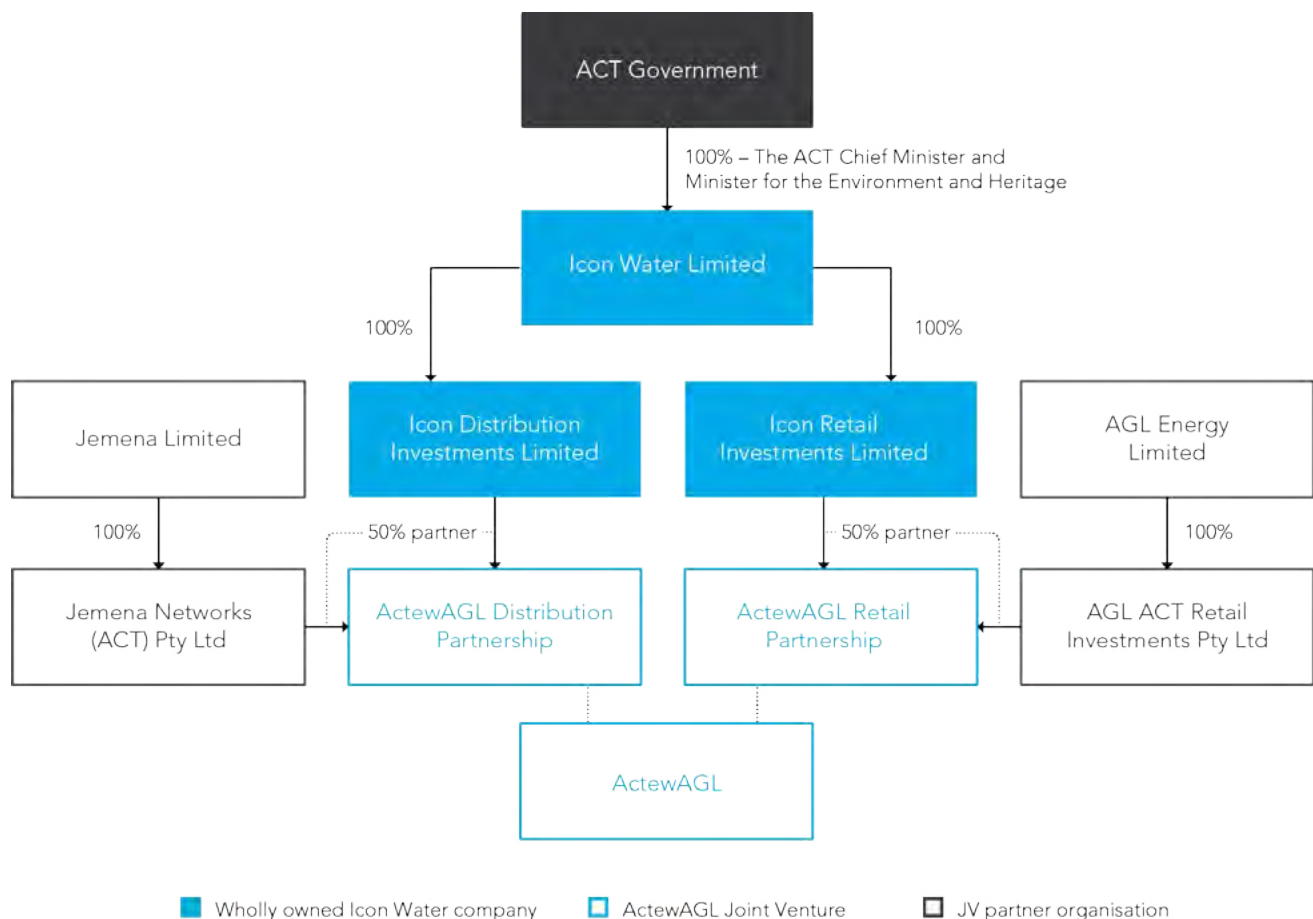 ACT Government
100% – The ACT Chief Minister and
Minister for the Environment and Heritage
Icon Water Limited
100%
100%
Jemena Limited
Icon Distribution
Investments Limited
Icon Retail
Investments Limited
AGL Energy
Limited
100%
50% partner
50% partner
100%
Jemena Networks
(ACT) Pty Ltd
ActewAGL Distribution
Partnership
ActewAGL Retail
Partnership
AGL ACT Retail
Investments Pty Ltd
ActewAGL
Wholly owned Icon Water company
ActewAGL Joint Venture
JV partner organisation